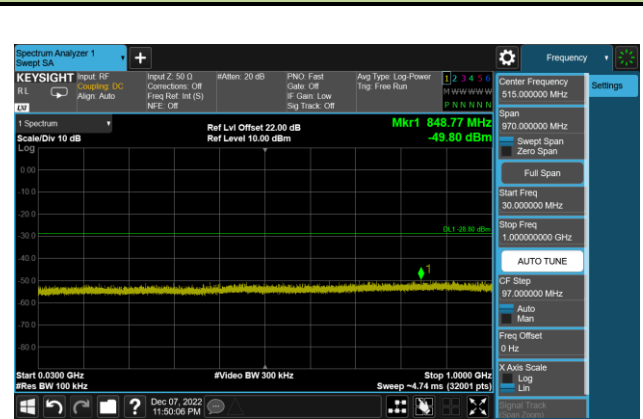 Spectrum Analyzer 1
Swept SA
Frequency
KEYSIGHT
RL
LXI
Input: RF
Coupling: DC
Align: Auto
Input Z: 50 Ω
Corrections: Off
Freq Ref: Int (S)
NFE: Off
#Atten: 20 dB
PNO: Fast
Gate: Off
IF Gain: Low
Sig Track: Off
Avg Type: Log-Power
Trig: Free Run
1 2 3 4 5 6
M W W W W W
P N N N N N
1 Spectrum
Scale/Div 10 dB
Log
Ref Lvl Offset 22.00 dB
Ref Level 10.00 dBm
Mkr1 848.77 MHz
-49.80 dBm
0.00
-10.0
-20.0
DL1 -28.80 dBm
-30.0
-40.0
1
-50.0
-60.0
-70.0
-80.0
Start 0.0300 GHz
#Res BW 100 kHz
#Video BW 300 kHz
Stop 1.0000 GHz
Sweep ~4.74 ms (32001 pts)
Dec 07, 2022
11:50:06 PM
Center Frequency
515.000000 MHz
Settings
Span
970.000000 MHz
Swept Span
Zero Span
Full Span
Start Freq
30.000000 MHz
Stop Freq
1.000000000 GHz
AUTO TUNE
CF Step
97.000000 MHz
Auto
Man
Freq Offset
0 Hz
X Axis Scale
Log
Lin
Signal Track
(Span Zoom)